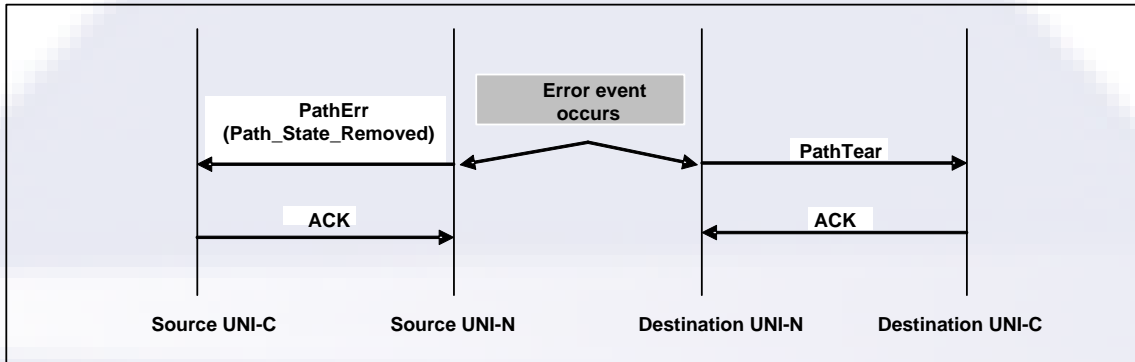 Error event
occurs
PathErr
(Path_State_Removed)
PathTear
ACK
ACK
Source UNI-C
Source UNI-N
Destination UNI-N
Destination UNI-C